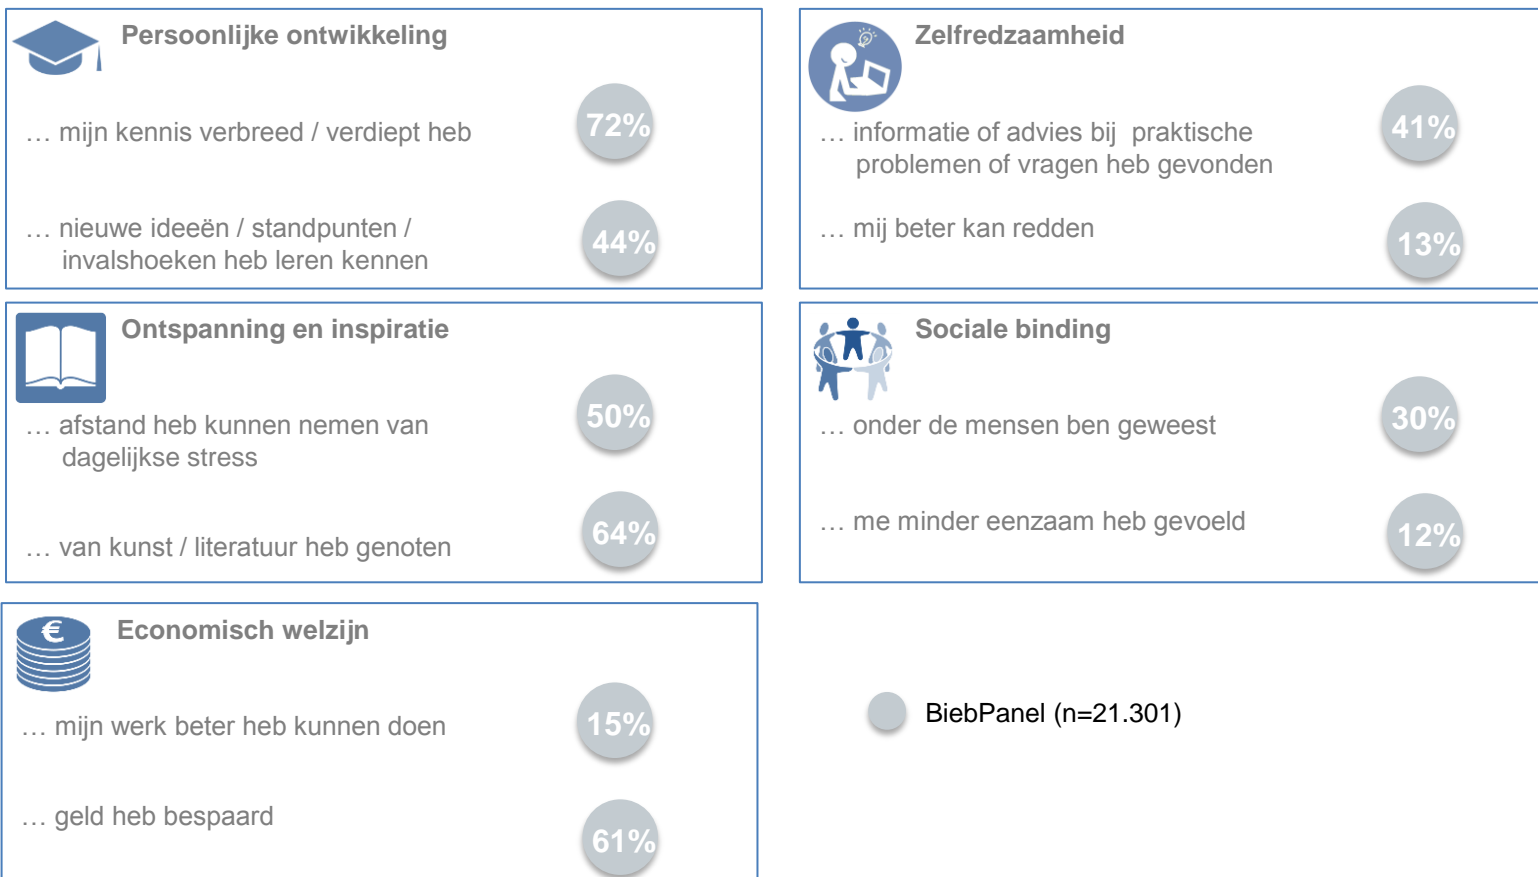 Persoonlijke ontwikkeling
… mijn kennis verbreed / verdiept heb
72%
… nieuwe ideeën / standpunten /
invalshoeken heb leren kennen
44%
Zelfredzaamheid
… informatie of advies bij  praktische
problemen of vragen heb gevonden
41%
… mij beter kan redden
13%
Ontspanning en inspiratie
… afstand heb kunnen nemen van
dagelijkse stress
50%
… van kunst / literatuur heb genoten
64%
Sociale binding
… onder de mensen ben geweest
30%
… me minder eenzaam heb gevoeld
12%
€
Economisch welzijn
… mijn werk beter heb kunnen doen
15%
… geld heb bespaard
61%
BiebPanel (n=21.301)